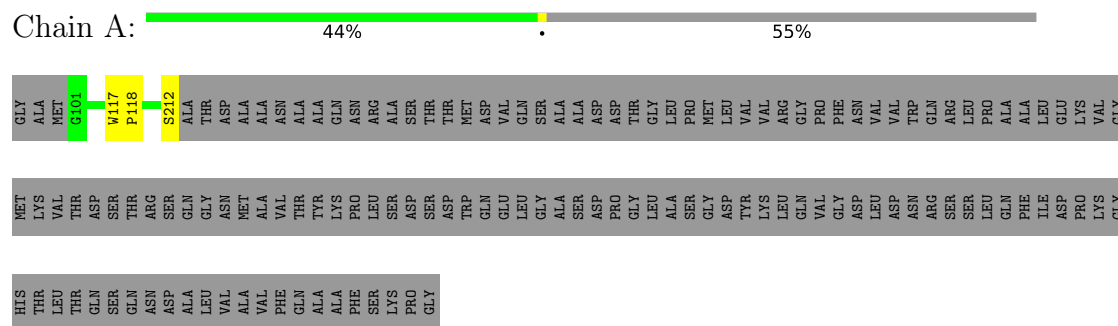 Chain A:
44% • 55%
GLY ALA MET G101 W117 P118 S212 ALA THR ASP ALA ALA ASN ALA ALA GLN ASN ARG ALA SER THR THR MET ASP VAL GLN SER ALA ALA ASP ASP THR GLY LEU PRO MET LEU VAL VAL ARG GLY PRO PHE ASN VAL VAL TRP GLN ARG LEU PRO ALA ALA LEU GLU LYS VAL GLY
MET LYS VAL THR ASP SER THR ARG SER GLN GLY ASN MET ALA VAL THR TYR LYS PRO LEU SER ASP SER ASP TRP GLN GLU LEU GLY ALA SER ASP PRO GLY LEU ALA SER GLY ASP TYR LYS LEU GLN VAL GLY ASP LEU ASP ASN ARG SER SER LEU GLN PHE ILE ASP PRO LYS GLY
HIS THR LEU THR GLN SER GLN ASN ASP ALA LEU VAL ALA VAL PHE GLN ALA ALA PHE SER LYS PRO GLY